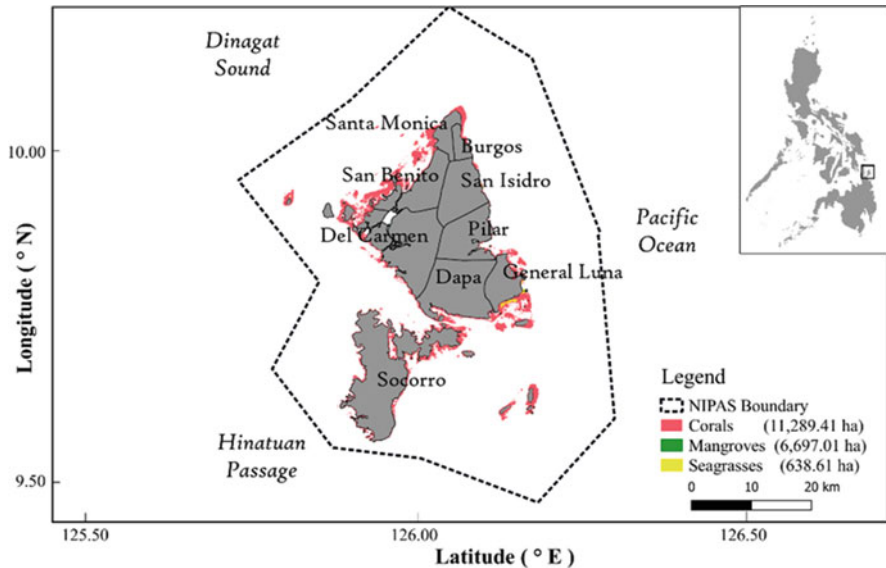 Dinagat
Sound
Santa Monica
Burgos
10.00
San Benito
San Isidro
Del Carmen
Pilar
Pacific
Ocean
Dapa
General Luna
Longitude ( ° N )
Socorro
Legend
NIPAS Boundary
Corals (11,289.41 ha)
Hinatuan
Passage
Mangroves (6,697.01 ha)
Seagrasses (638.61 ha)
9.50
0 10 20 km
125.50
126.00
126.50
Latitude ( ° E )